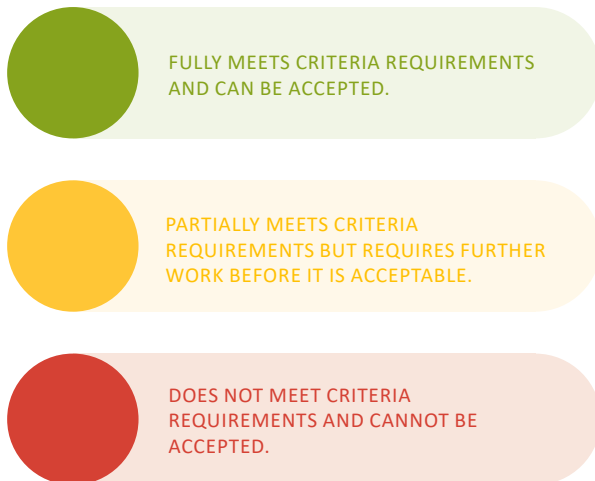 FULLY MEETS CRITERIA REQUIREMENTS
AND CAN BE ACCEPTED.
PARTIALLY MEETS CRITERIA
REQUIREMENTS BUT REQUIRES FURTHER
WORK BEFORE IT IS ACCEPTABLE.
DOES NOT MEET CRITERIA
REQUIREMENTS AND CANNOT BE
ACCEPTED.